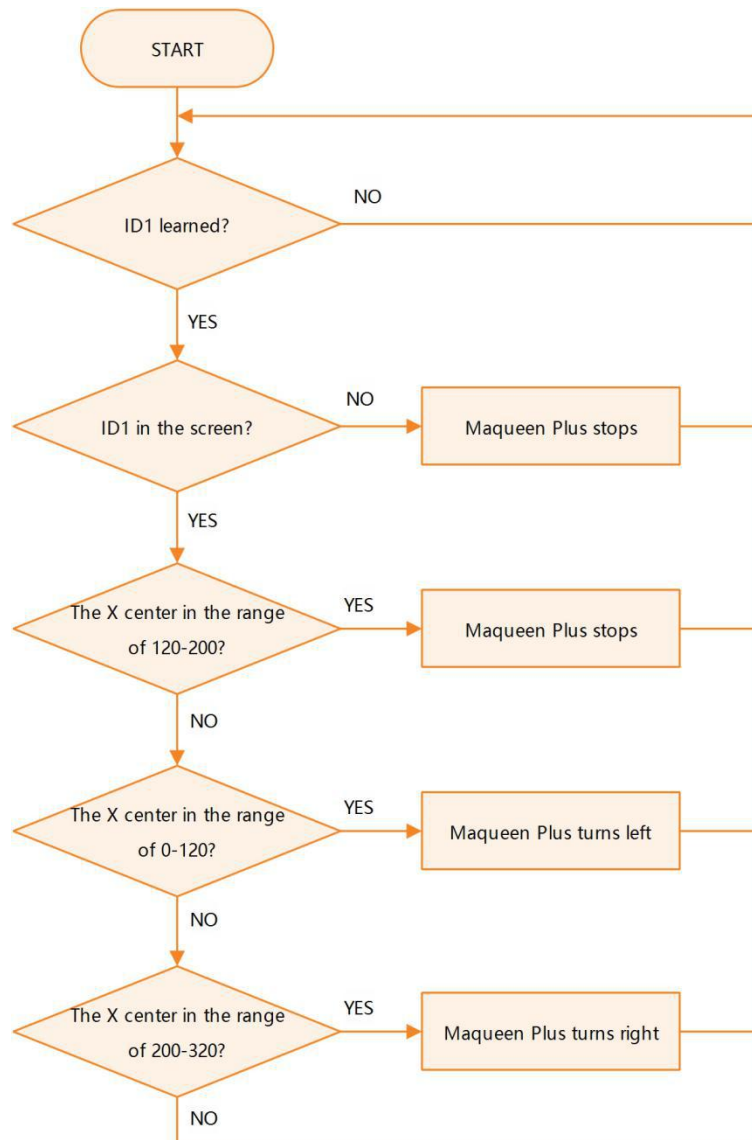 START
ID1 learned?
NO
YES
ID1 in the screen?
NO
Maqueen Plus stops
YES
The X center in the range
of 120-200?
YES
Maqueen Plus stops
NO
The X center in the range
of 0-120?
YES
Maqueen Plus turns left
NO
The X center in the range
of 200-320?
YES
Maqueen Plus turns right
NO